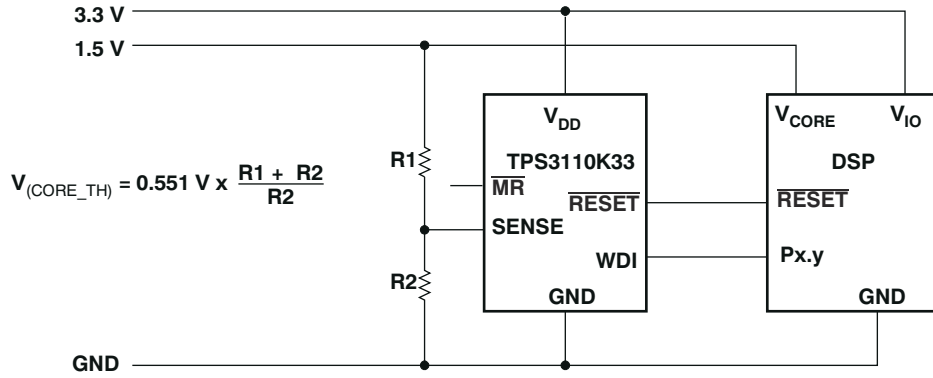 3.3 V
1.5 V
V(CORE_TH) = 0.551 V x R1 + R2
R2
R1
R2
VDD
TPS3110K33
MR
RESET
SENSE
WDI
GND
VCORE
VIO
DSP
RESET
Px.y
GND
GND